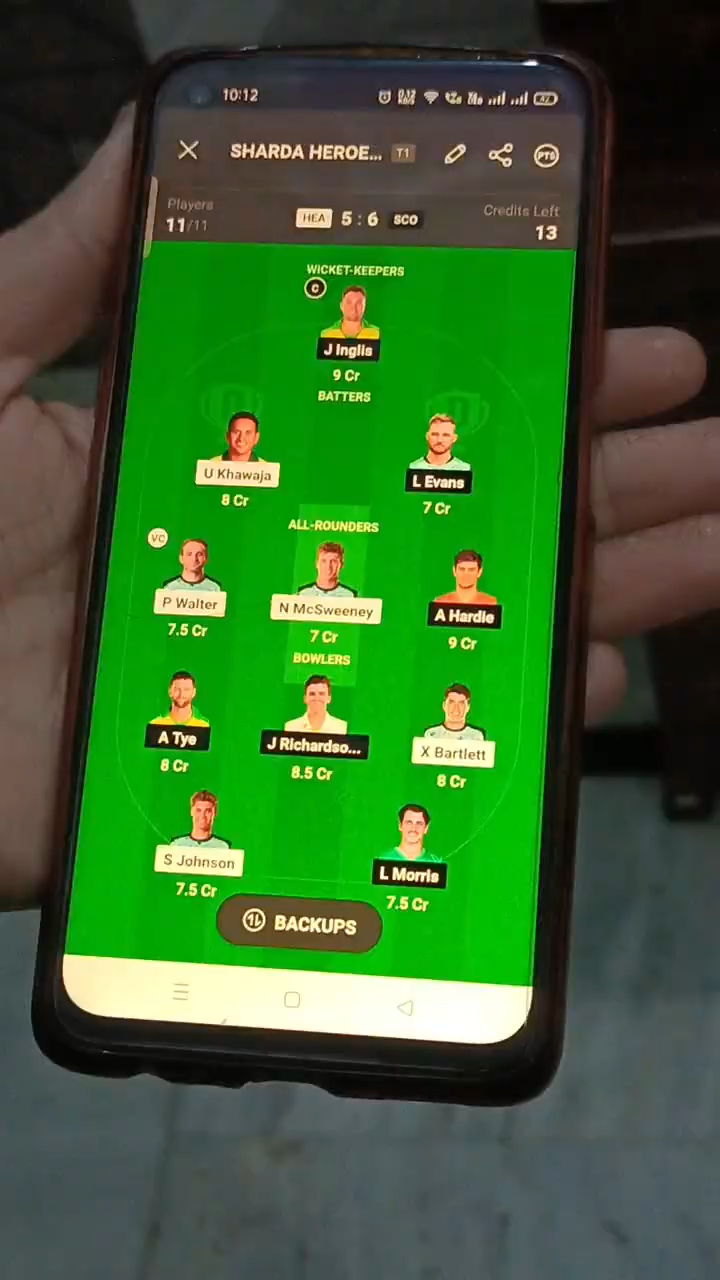 10:12
SHARDA HEROE... T1
PTS
Players
11/11
HEA 5 : 6 SCO
Credits Left
13
WICKET-KEEPERS
C
J Inglis
9 Cr
BATTERS
U Khawaja
8 Cr
L Evans
7 Cr
ALL-ROUNDERS
VC
P Walter
7.5 Cr
N McSweeney
7 Cr
A Hardie
9 Cr
BOWLERS
A Tye
8 Cr
J Richardso...
8.5 Cr
X Bartlett
8 Cr
S Johnson
7.5 Cr
L Morris
7.5 Cr
BACKUPS